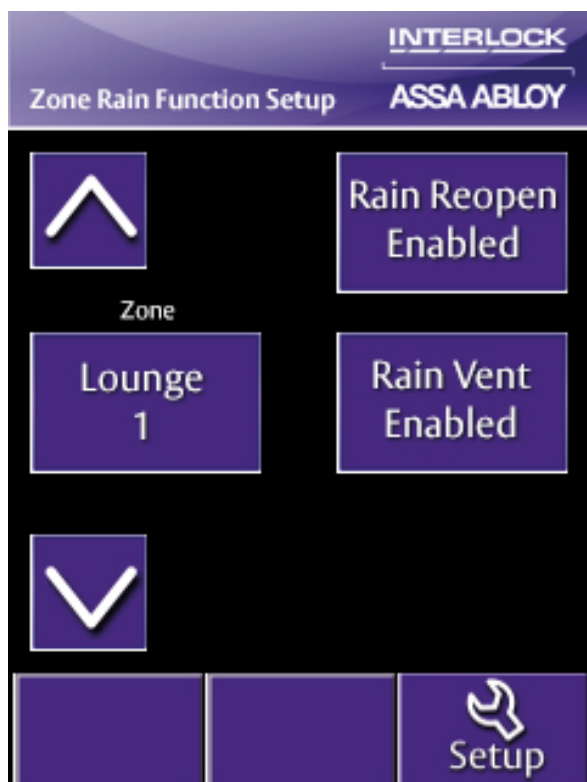 INTERLOCK
Zone Rain Function Setup
ASSA ABLOY
Rain Reopen
Enabled
Zone
Lounge
1
Rain Vent
Enabled
Setup